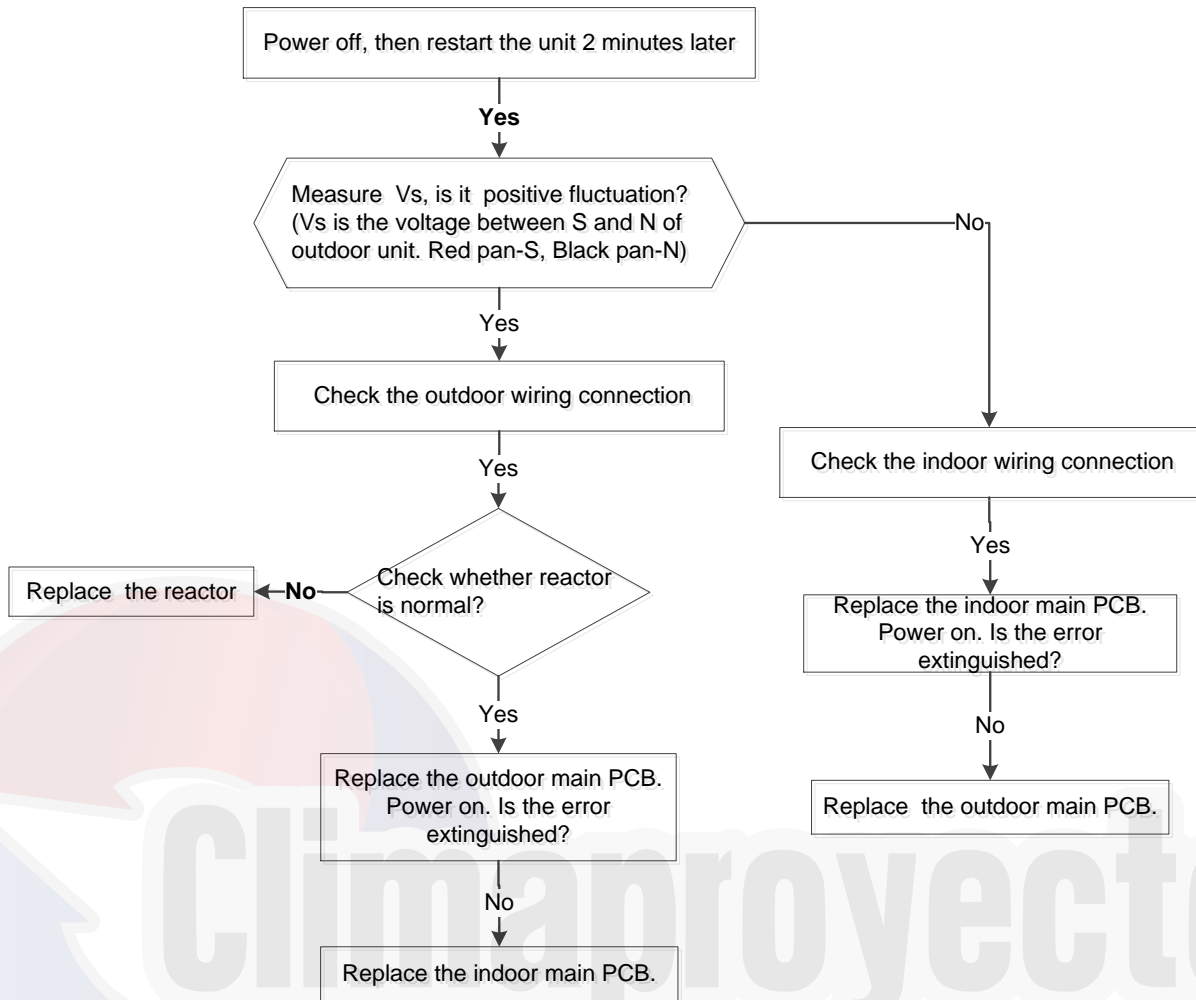 Power off, then restart the unit 2 minutes later
Yes
Measure Vs, is it positive fluctuation?
(Vs is the voltage between S and N of
outdoor unit. Red pan-S, Black pan-N)
No
Yes
Check the outdoor wiring connection
Check the indoor wiring connection
Yes
Yes
Check whether reactor
is normal?
No
Replace the reactor
Replace the indoor main PCB.
Power on. Is the error
extinguished?
Yes
No
Replace the outdoor main PCB.
Power on. Is the error
extinguished?
Replace the outdoor main PCB.
No
Replace the indoor main PCB.